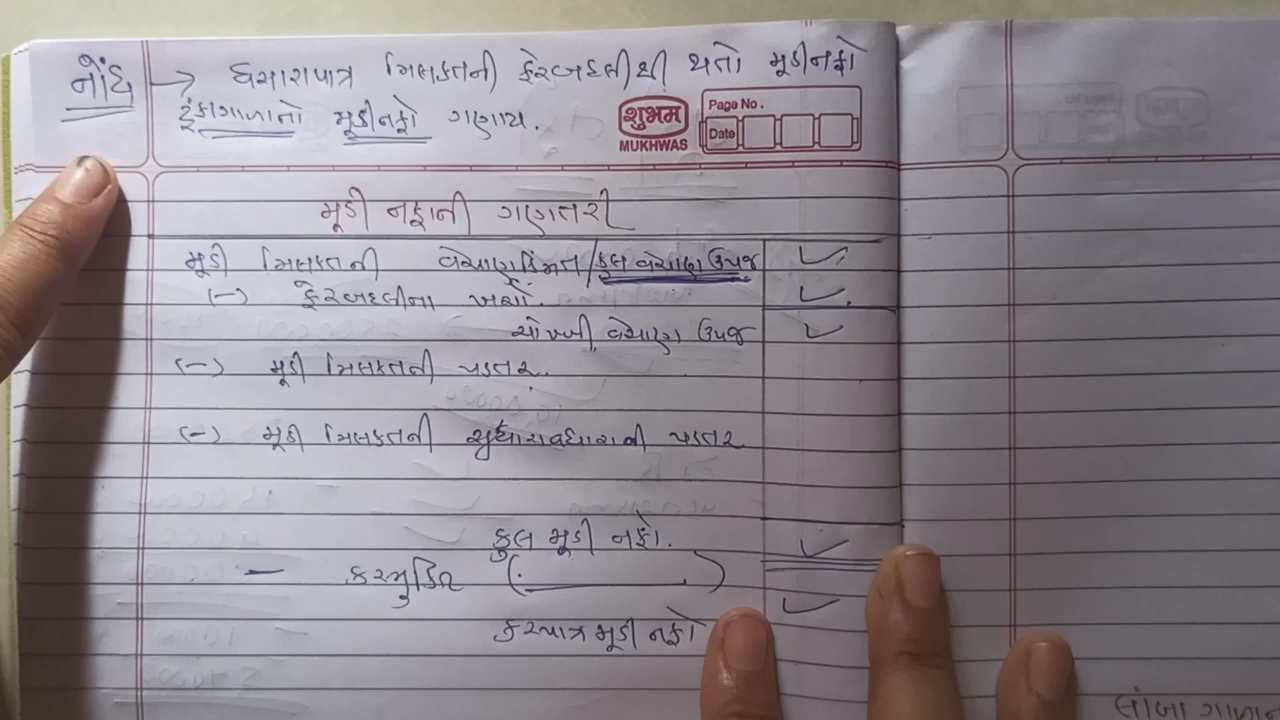 નોંધ → ઘસારાપાત્ર મિલકતની ફેરબદલીથી થતો મૂડીનફો
ટૂંકાગાળાનો મૂડીનફો ગણાય.
शुभम
MUKHWAS
Page No.
Date
મૂડી નફાની ગણતરી
મૂડી મિલકતની વેચાણકિંમત/કુલ વેચાણ ઉપજ ✓
(-) ફેરબદલીના ખર્ચા. ✓
ચોખ્ખી વેચાણ ઉપજ ✓
(-) મૂડી મિલકતની પડતર.
(-) મૂડી મિલકતની સુધારાવધારાની પડતર
કુલ મૂડી નફો. ✓
- કરમુક્તિ (. . ) ✓
કરપાત્ર મૂડી નફો
લાંબા ગાળાન